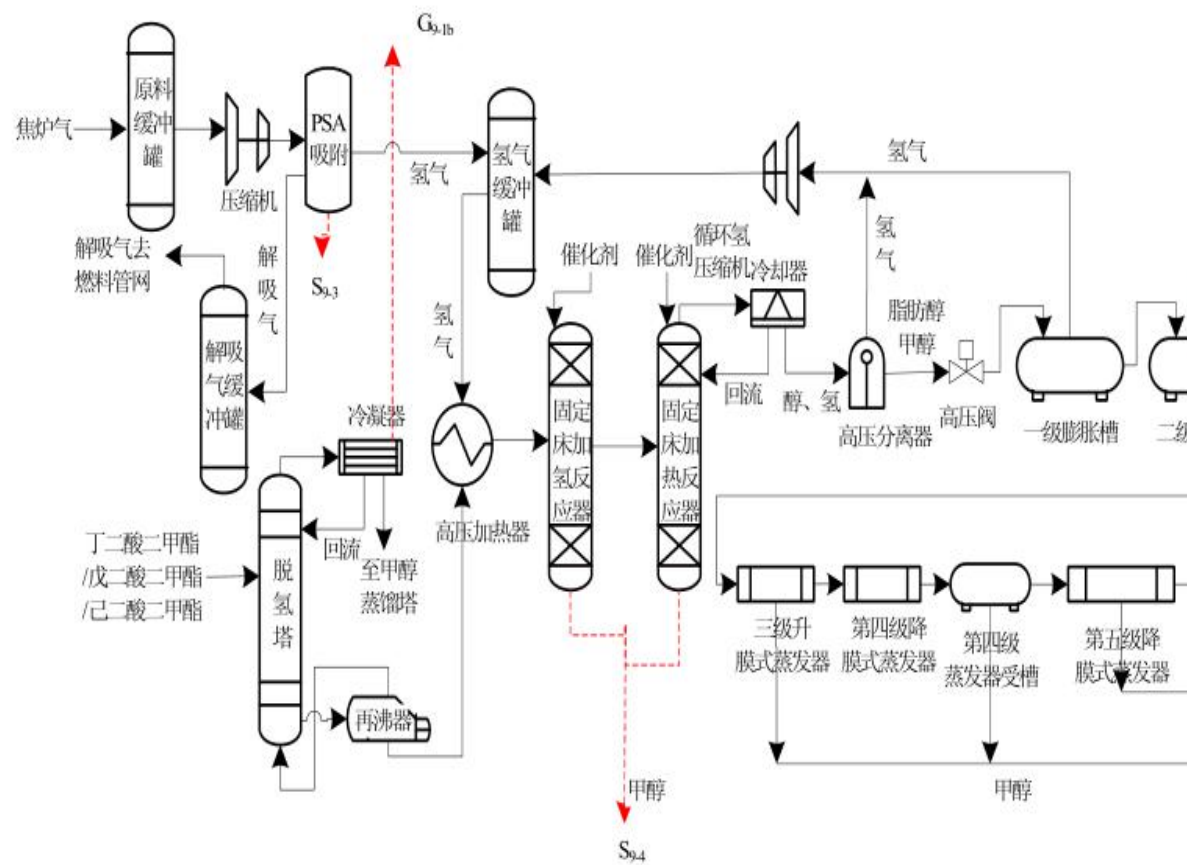 G9-1b
焦炉气
原料
缓冲
罐
压缩机
PSA
吸附
氢气
氢气
缓冲
罐
氢气
氢
气
解吸气去
燃料管网
解
吸
气
S9-3
解吸
气缓
冲罐
氢
气
催化剂
催化剂
循环氢
压缩机
冷却器
回流
醇、氢
脂肪醇
甲醇
高压分离器
高压阀
一级膨胀槽
二级
固定
床加
氢反
应器
固定
床加
热反
应器
冷凝器
高压加热器
回流
至甲醇
蒸馏塔
丁二酸二甲酯
/戊二酸二甲酯
/己二酸二甲酯
脱
氢
塔
再沸器
三级升
膜式蒸发器
第四级降
膜式蒸发器
第四级
蒸发器受槽
第五级降
膜式蒸发器
甲醇
甲醇
S9-4